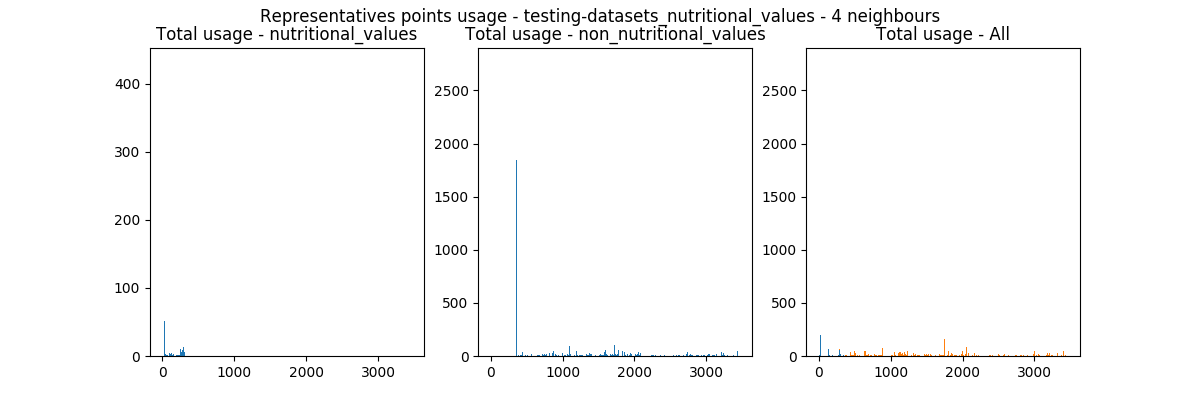 Representatives points usage - testing-datasets_nutritional_values - 4 neighbours
Total usage - nutritional_values
Total usage - non_nutritional_values
Total usage - All
400
300
200
100
0
0 1000 2000 3000
2500
2000
1500
1000
500
0
0 1000 2000 3000
2500
2000
1500
1000
500
0
0 1000 2000 3000